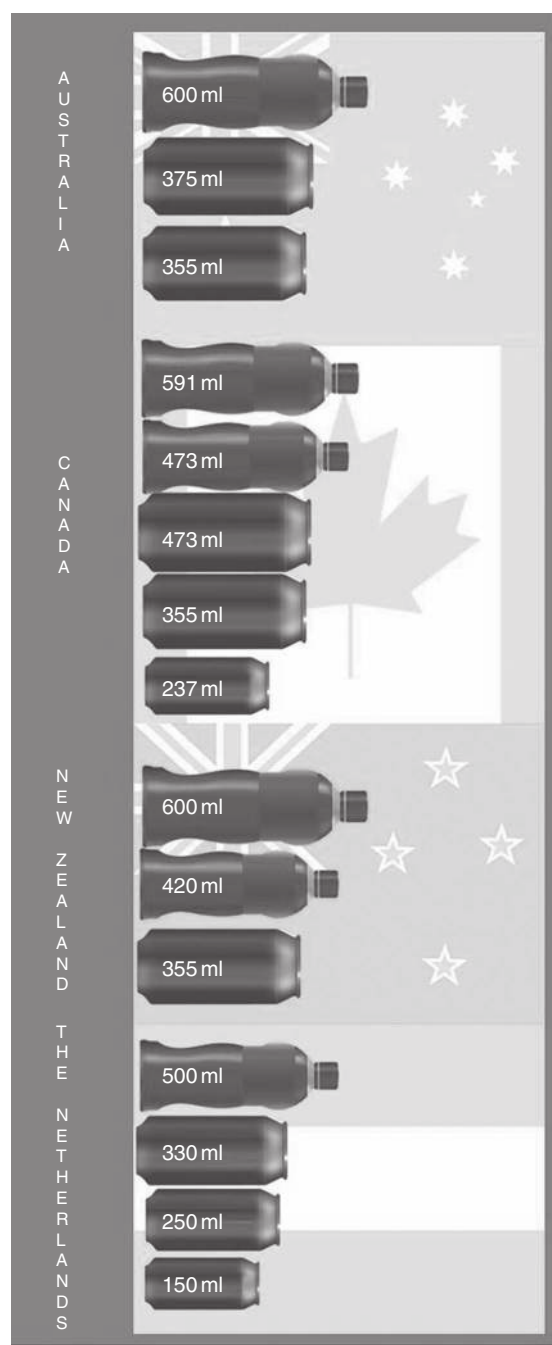 AUSTRALIA
600 ml
375 ml
355 ml
CANADA
591 ml
473 ml
473 ml
355 ml
237 ml
NEW ZEALAND
600 ml
420 ml
355 ml
THE NETHERLANDS
500 ml
330 ml
250 ml
150 ml